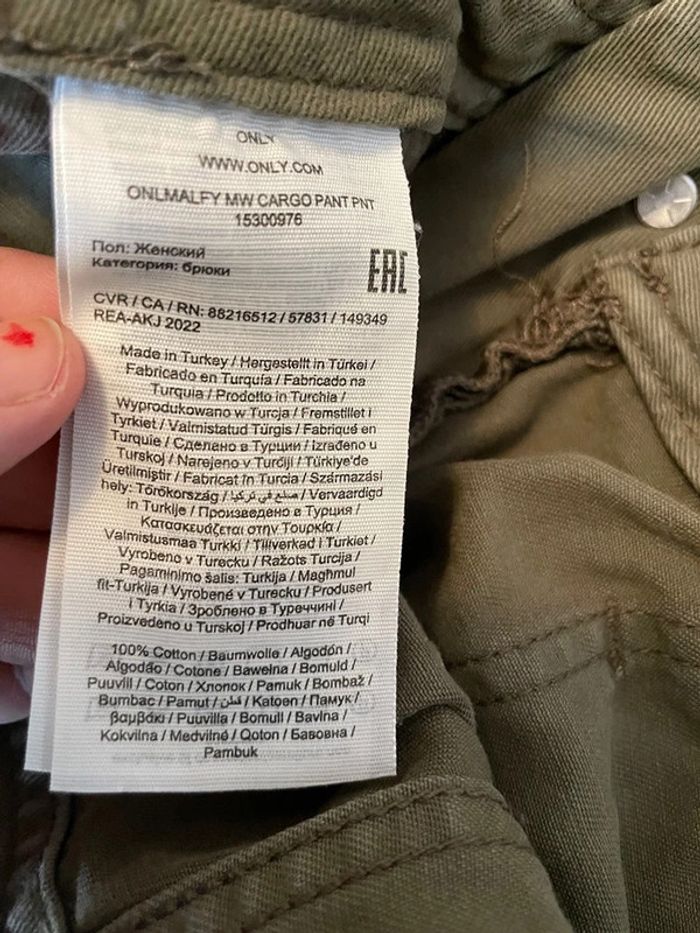 ONLY
WWW.ONLY.COM
ONLMALFY MW CARGO PANT PNT
15300976
Пол: Женский
Категория: брюки
EAC
CVR / CA / RN: 88216512 / 57831 / 149349
REA-AKJ 2022
Made in Turkey / Hergestellt in Türkei /
Fabricado en Turquía / Fabricado na
Turquia / Prodotto in Turchia /
Wyprodukowano w Turcja / Fremstillet i
Tyrkiet / Valmistatud Türgis / Fabriqué en
Turquie / Сделано в Турции / Izrađeno u
Turskoj / Narejeno v Turčiji / Türkiye'de
Üretilmiştir / Fabricat în Turcia / Származási
hely: Törökország / صنع في تركيا / Vervaardigd
in Turkije / Произведено в Турция /
Κατασκευάζεται στην Τουρκία /
Valmistusmaa Turkki / Tillverkad i Turkiet /
Vyrobeno v Turecku / Ražots Turcija /
Pagaminimo šalis: Turkija / Magħmul
fit-Turkija / Vyrobené v Turecku / Produsert
i Tyrkia / Зроблено в Туреччині /
Proizvedeno u Turskoj / Prodhuar në Turqi
100% Cotton / Baumwolle / Algodón /
Algodão / Cotone / Bawełna / Bomuld /
Puuvill / Coton / Хлопок / Pamuk / Bombaž /
Bumbac / Pamut / قطن / Katoen / Памук /
βαμβάκι / Puuvilla / Bomull / Bavlna /
Kokvilna / Medvilnė / Qoton / Бавовна /
Pambuk